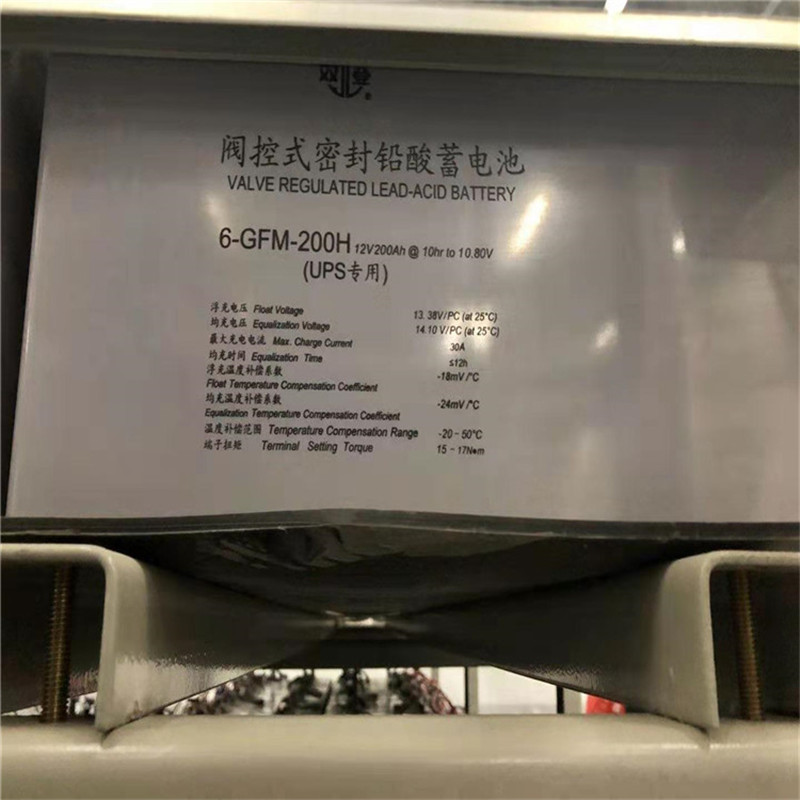 双登
阀控式密封铅酸蓄电池
VALVE REGULATED LEAD-ACID BATTERY
6-GFM-200H 12V200Ah @ 10hr to 10.80V
(UPS专用)
浮充电压 Float Voltage 13.38V/PC (at 25°C)
均充电压 Equalization Voltage 14.10V/PC (at 25°C)
最大充电电流 Max. Charge Current 30A
均充时间 Equalization Time ≤12h
浮充温度补偿系数 -18mV/°C
Float Temperature Compensation Coefficient
均充温度补偿系数 -24mV/°C
Equalization Temperature Compensation Coefficient
温度补偿范围 Temperature Compensation Range -20-50°C
端子扭矩 Terminal Setting Torque 15-17N•m